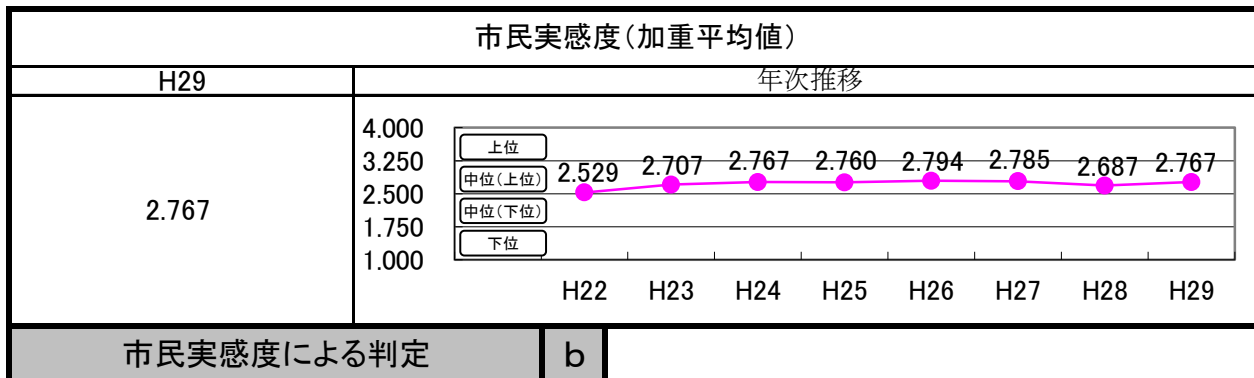 市民実感度(加重平均値)
H29 年次推移
2.767
4.000
3.250
2.500
1.750
1.000
上位
中位(上位)
中位(下位)
下位
2.529 2.707 2.767 2.760 2.794 2.785 2.687 2.767
H22 H23 H24 H25 H26 H27 H28 H29
市民実感度による判定 b